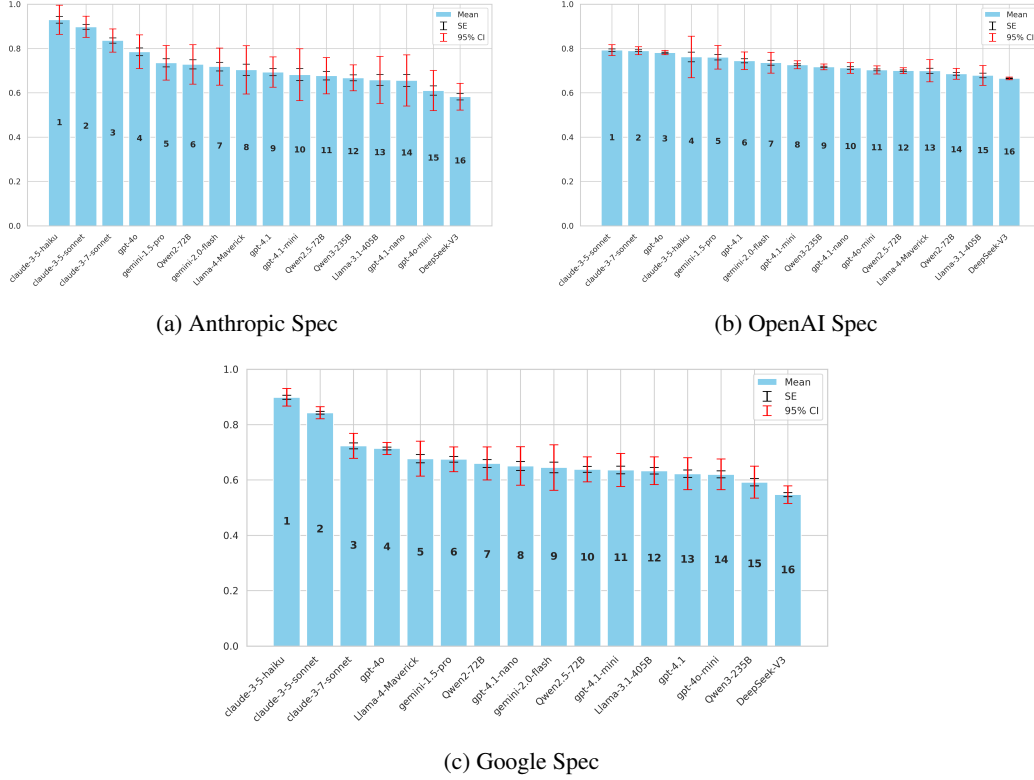 1.0
0.8
0.6
0.4
0.2
0.0
Mean
SE
95% CI
1
2
3
4
5
6
7
8
9
10
11
12
13
14
15
16
claude-3-5-haiku
claude-3-5-sonnet
claude-3-7-sonnet
gpt-4o
gemini-1.5-pro
Qwen2-72B
gemini-2.0-flash
Llama-4-Maverick
gpt-4.1
gpt-4.1-mini
Qwen2.5-72B
Qwen3-235B
Llama-3.1-405B
gpt-4.1-nano
gpt-4o-mini
DeepSeek-V3
(a) Anthropic Spec
1.0
0.8
0.6
0.4
0.2
0.0
Mean
SE
95% CI
1
2
3
4
5
6
7
8
9
10
11
12
13
14
15
16
claude-3-5-sonnet
claude-3-7-sonnet
gpt-4o
claude-3-5-haiku
gemini-1.5-pro
gpt-4.1
gemini-2.0-flash
gpt-4.1-mini
Qwen3-235B
gpt-4.1-nano
gpt-4o-mini
Qwen2.5-72B
Llama-4-Maverick
Qwen2-72B
Llama-3.1-405B
DeepSeek-V3
(b) OpenAI Spec
1.0
0.8
0.6
0.4
0.2
0.0
Mean
SE
95% CI
1
2
3
4
5
6
7
8
9
10
11
12
13
14
15
16
claude-3-5-haiku
claude-3-5-sonnet
claude-3-7-sonnet
gpt-4o
Llama-4-Maverick
gemini-1.5-pro
Qwen2-72B
gpt-4.1-nano
gemini-2.0-flash
Qwen2.5-72B
gpt-4.1-mini
Llama-3.1-405B
gpt-4.1
gpt-4o-mini
Qwen3-235B
DeepSeek-V3
(c) Google Spec